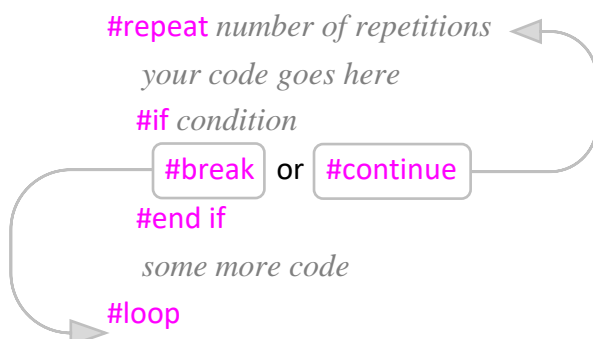 #repeat number of repetitions
your code goes here
#if condition
#break or #continue
#end if
some more code
#loop